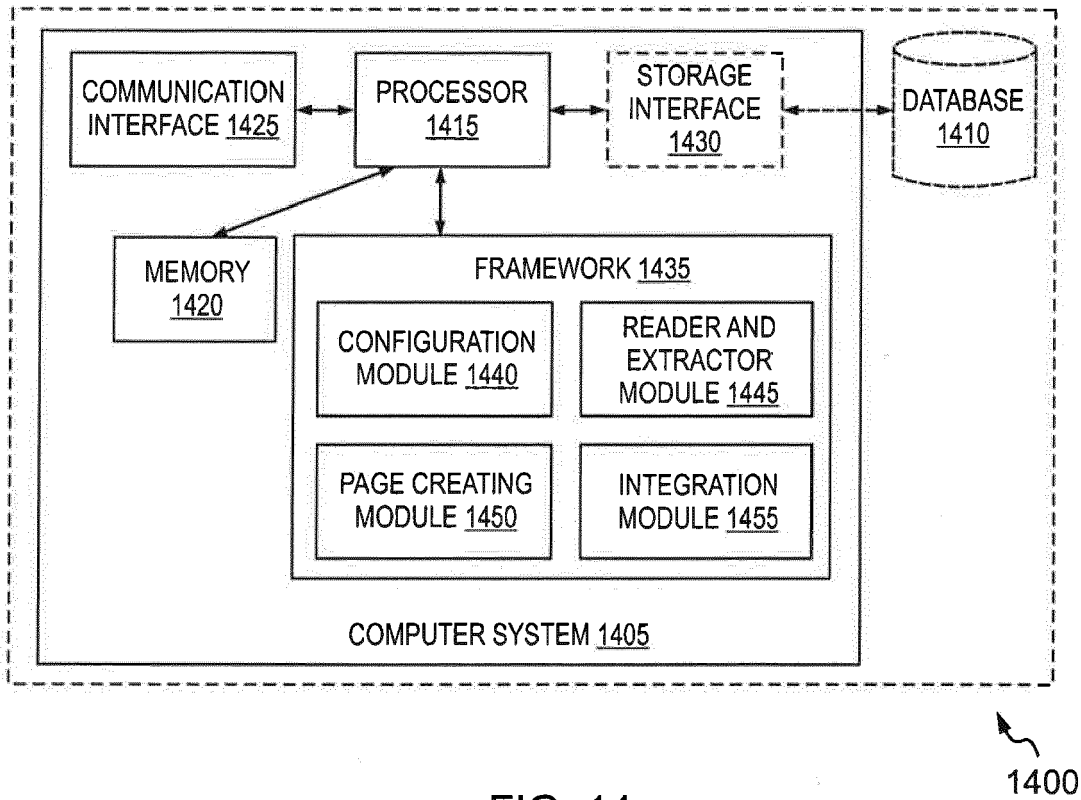 COMMUNICATION
INTERFACE 1425
PROCESSOR
1415
STORAGE
INTERFACE
1430
DATABASE
1410
MEMORY
1420
FRAMEWORK 1435
CONFIGURATION
MODULE 1440
READER AND
EXTRACTOR
MODULE 1445
PAGE CREATING
MODULE 1450
INTEGRATION
MODULE 1455
COMPUTER SYSTEM 1405
1400